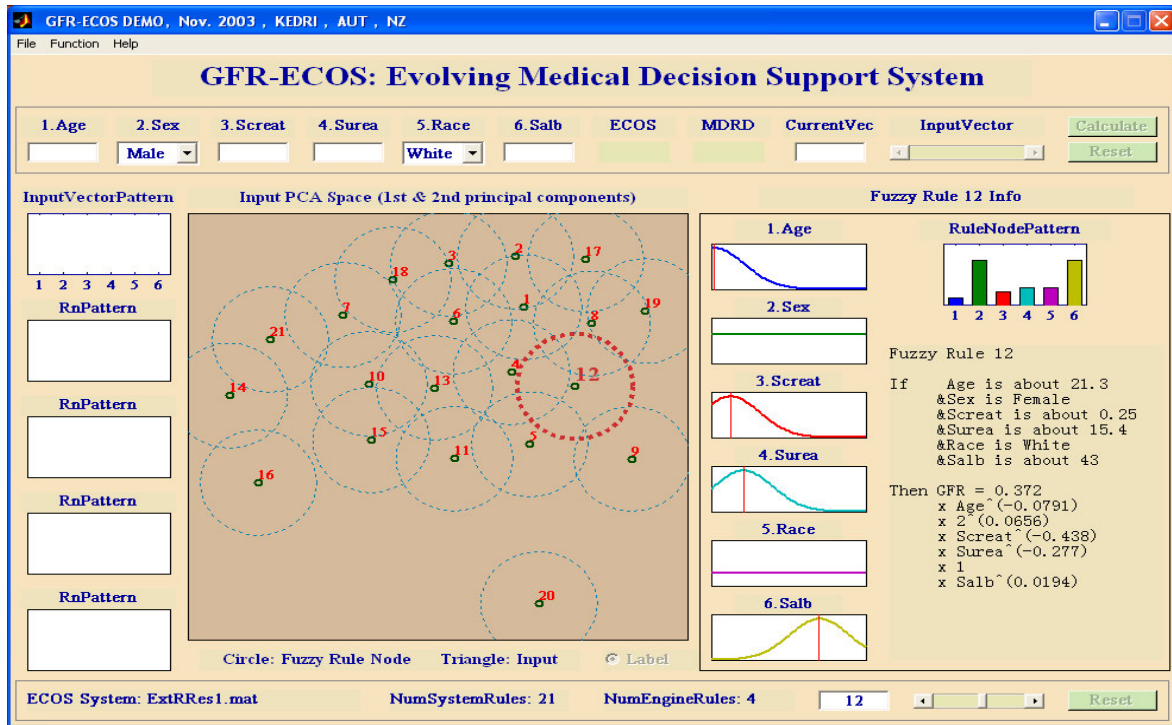 GFR-ECOS DEMO, Nov. 2003 , KEDRI , AUT , NZ
File Function Help
GFR-ECOS: Evolving Medical Decision Support System
1.Age 2.Sex 3.Screat 4.Surea 5.Race 6.Salb ECOS MDRD CurrentVec InputVector Calculate
Male White Reset
InputVectorPattern
1 2 3 4 5 6
RnPattern
RnPattern
RnPattern
RnPattern
Input PCA Space (1st & 2nd principal components)
2
3
17
18
1
19
7
6
8
21
4
12
10
13
14
15
5
11
9
16
20
Circle: Fuzzy Rule Node Triangle: Input Label
Fuzzy Rule 12 Info
1.Age
2.Sex
3.Screat
4.Surea
5.Race
6.Salb
RuleNodePattern
1 2 3 4 5 6
Fuzzy Rule 12
If Age is about 21.3
&Sex is Female
&Screat is about 0.25
&Surea is about 15.4
&Race is White
&Salb is about 43
Then GFR = 0.372
x Age^(-0.0791)
x 2^(0.0656)
x Screat^(-0.438)
x Surea^(-0.277)
x 1
x Salb^(0.0194)
ECOS System: ExtRRes1.mat NumSystemRules: 21 NumEngineRules: 4 12 Reset